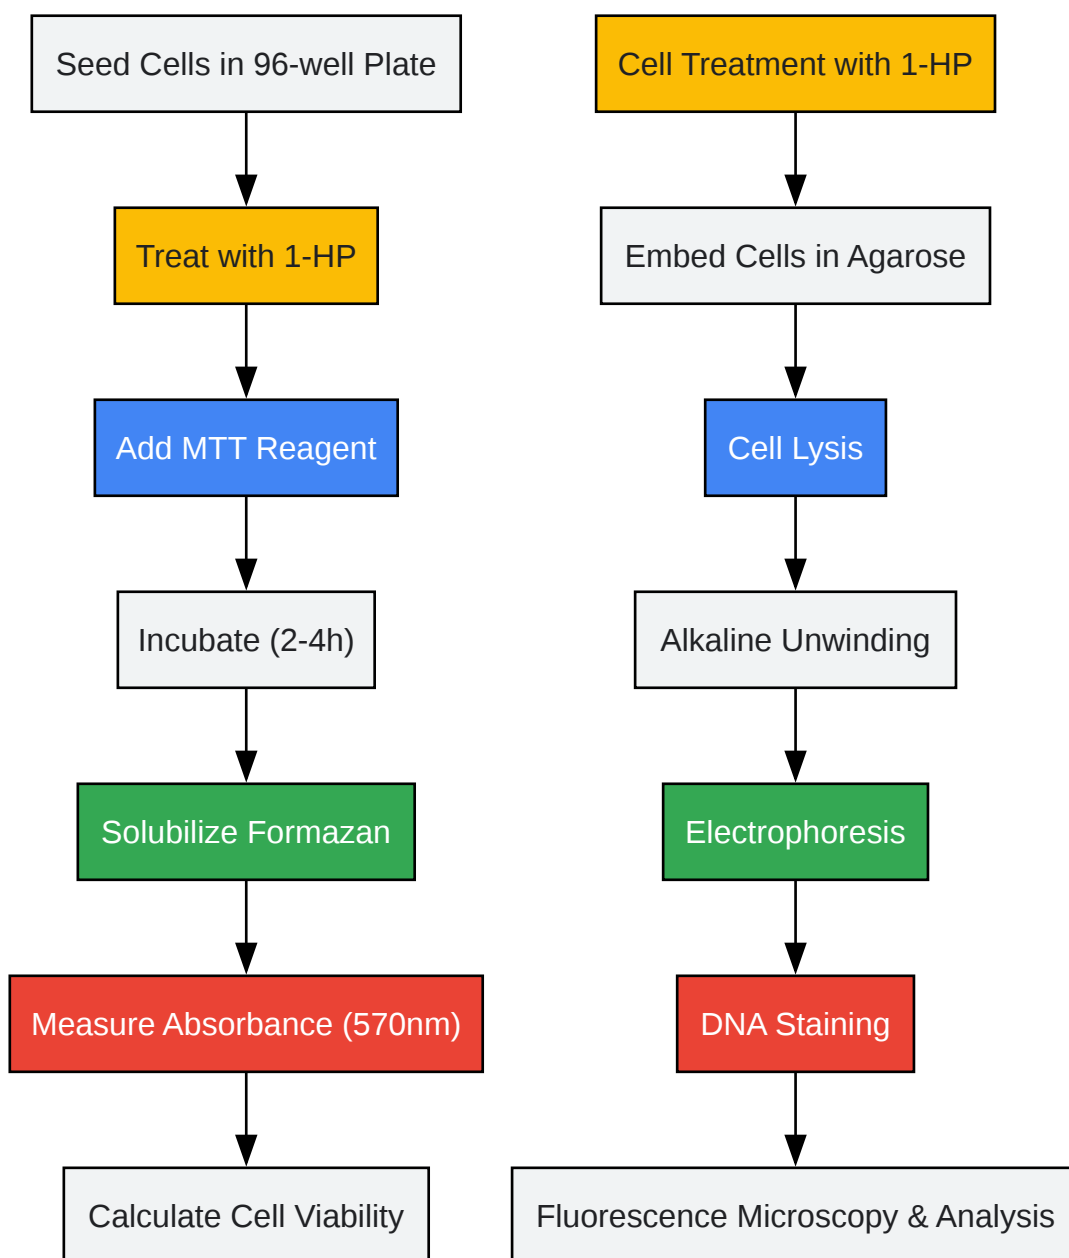 Seed Cells in 96-well Plate
Treat with 1-HP
Add MTT Reagent
Incubate (2-4h)
Solubilize Formazan
Measure Absorbance (570nm)
Calculate Cell Viability
Cell Treatment with 1-HP
Embed Cells in Agarose
Cell Lysis
Alkaline Unwinding
Electrophoresis
DNA Staining
Fluorescence Microscopy & Analysis